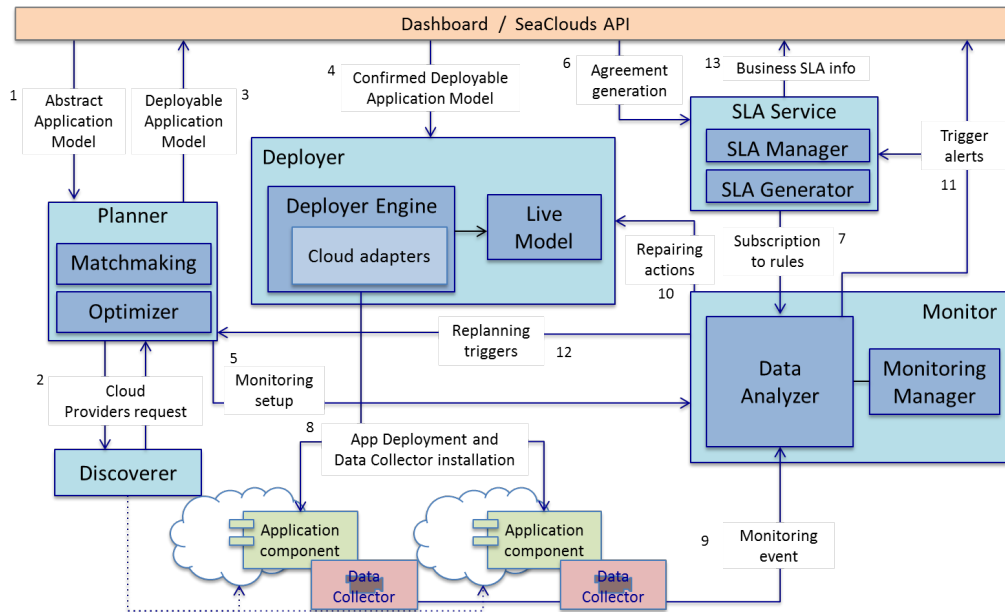 Dashboard / SeaClouds API
1
Abstract
Application
Model
Deployable
Application
Model
3
4
Confirmed Deployable
Application Model
6
Agreement
generation
13
Business SLA info
SLA Service
SLA Manager
SLA Generator
Trigger
alerts
11
Planner
Matchmaking
Optimizer
Deployer
Deployer Engine
Cloud adapters
Live
Model
Repairing
actions
10
Subscription
to rules
7
Replanning
triggers
12
Monitor
Data
Analyzer
Monitoring
Manager
2
Cloud
Providers request
5
Monitoring
setup
8
App Deployment and
Data Collector installation
Discoverer
Application
component
Data
Collector
Application
component
Data
Collector
9
Monitoring
event